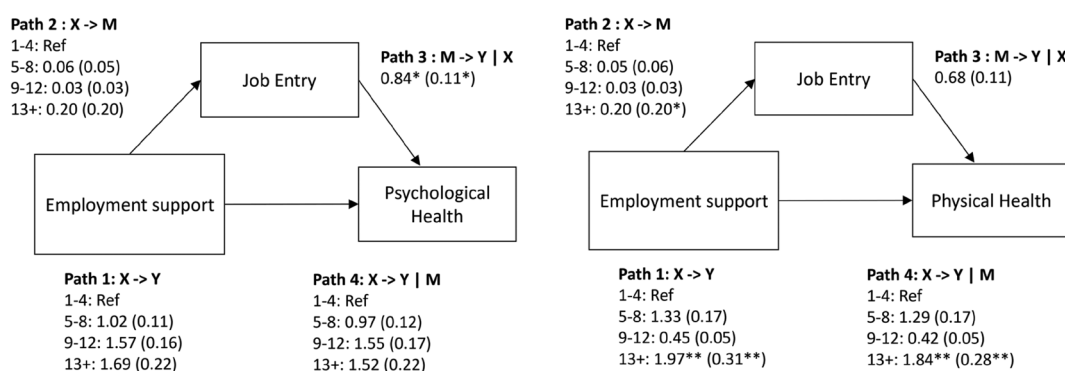 Path 2 : X -> M
1-4: Ref
5-8: 0.06 (0.05)
9-12: 0.03 (0.03)
13+: 0.20 (0.20)
Job Entry
Path 3 : M -> Y | X
0.84* (0.11*)
Employment support
Psychological
Health
Path 1: X -> Y
1-4: Ref
5-8: 1.02 (0.11)
9-12: 1.57 (0.16)
13+: 1.69 (0.22)
Path 4: X -> Y | M
1-4: Ref
5-8: 0.97 (0.12)
9-12: 1.55 (0.17)
13+: 1.52 (0.22)
Path 2 : X -> M
1-4: Ref
5-8: 0.05 (0.06)
9-12: 0.03 (0.03)
13+: 0.20 (0.20*)
Job Entry
Path 3 : M -> Y | X
0.68 (0.11)
Employment support
Physical Health
Path 1: X -> Y
1-4: Ref
5-8: 1.33 (0.17)
9-12: 0.45 (0.05)
13+: 1.97** (0.31**)
Path 4: X -> Y | M
1-4: Ref
5-8: 1.29 (0.17)
9-12: 0.42 (0.05)
13+: 1.84** (0.28**)